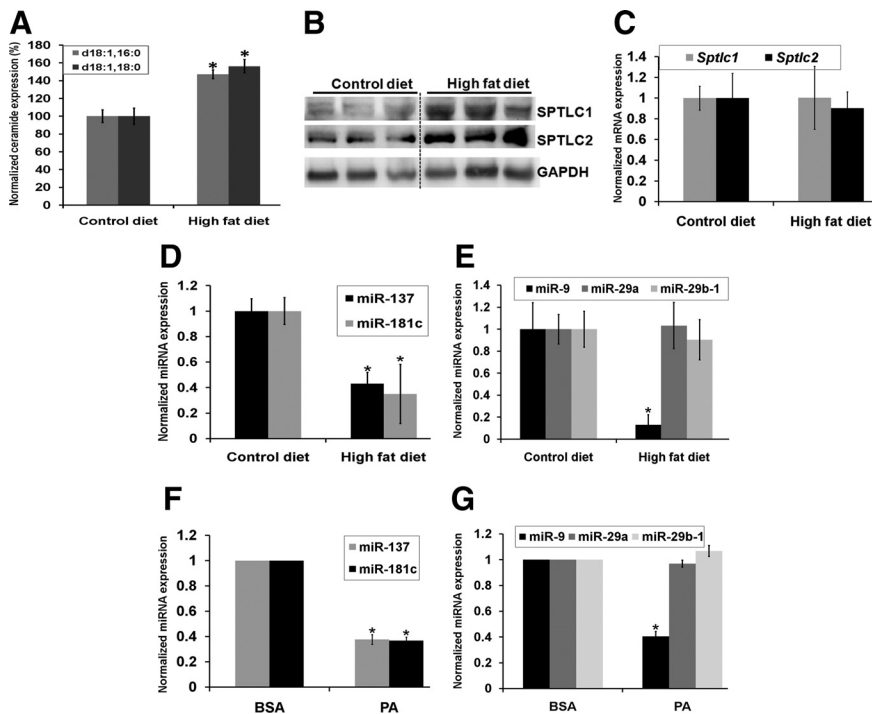 A
Normalized ceramide expression (%)
180
160
140
120
100
80
60
40
20
0
d18:1,16:0
d18:1,18:0
* *
Control diet High fat diet
B
Control diet High fat diet
SPTLC1
SPTLC2
GAPDH
C
Normalized mRNA expression
1.4
1.2
1
0.8
0.6
0.4
0.2
0
Sptlc1 Sptlc2
Control diet High fat diet
D
Normalized miRNA expression
1.2
1
0.8
0.6
0.4
0.2
0
miR-137
miR-181c
* *
Control diet High fat diet
E
Normalized miRNA expression
1.4
1.2
1
0.8
0.6
0.4
0.2
0
miR-9 miR-29a miR-29b-1
*
Control diet High fat diet
F
Normalized miRNA expression
1.2
1
0.8
0.6
0.4
0.2
0
miR-137
miR-181c
* *
BSA PA
G
Normalized miRNA expression
1.2
1
0.8
0.6
0.4
0.2
0
miR-9 miR-29a miR-29b-1
*
BSA PA